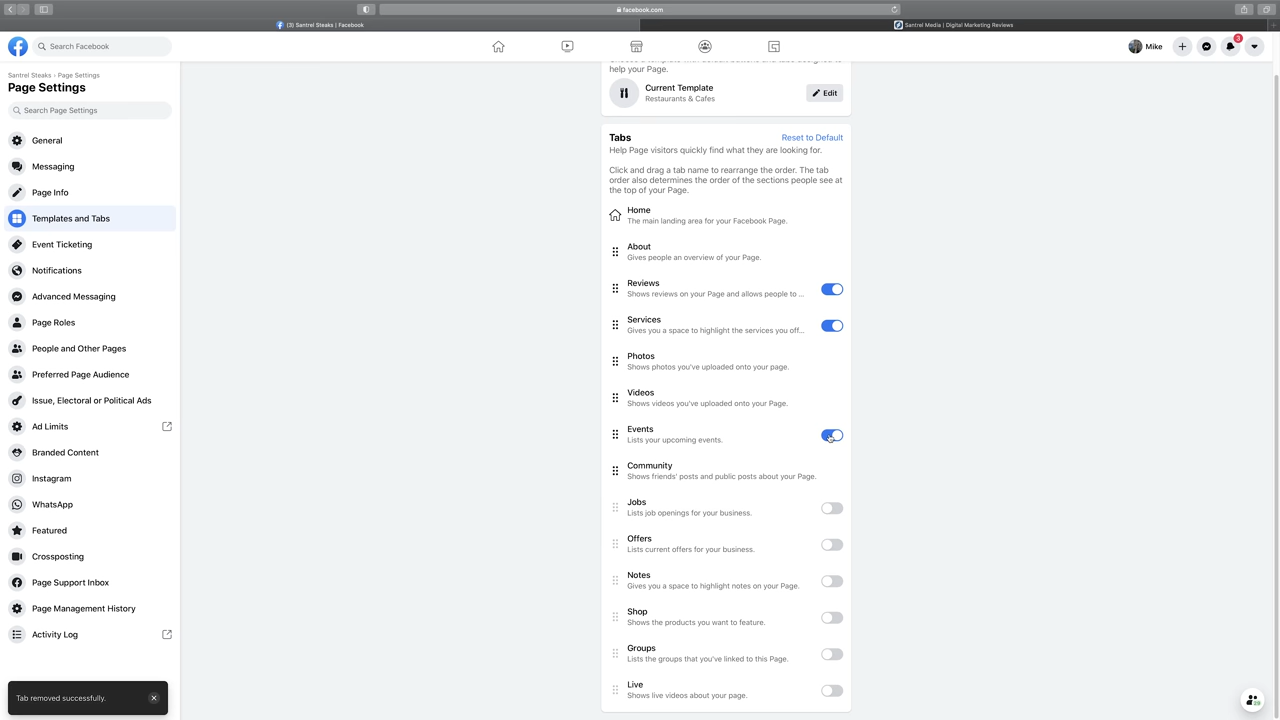 facebook.com
(3) Santrel Steaks | Facebook
Santrel Media | Digital Marketing Reviews
Search Facebook
Mike
3
Santrel Steaks › Page Settings
Page Settings
Search Page Settings
General
Messaging
Page Info
Templates and Tabs
Event Ticketing
Notifications
Advanced Messaging
Page Roles
People and Other Pages
Preferred Page Audience
Issue, Electoral or Political Ads
Ad Limits
Branded Content
Instagram
WhatsApp
Featured
Crossposting
Page Support Inbox
Page Management History
Activity Log
Tab removed successfully.
help your Page.
Current Template
Restaurants & Cafes
Edit
Tabs
Reset to Default
Help Page visitors quickly find what they are looking for.
Click and drag a tab name to rearrange the order. The tab
order also determines the order of the sections people see at
the top of your Page.
Home
The main landing area for your Facebook Page.
About
Gives people an overview of your Page.
Reviews
Shows reviews on your Page and allows people to ...
Services
Gives you a space to highlight the services you off...
Photos
Shows photos you've uploaded onto your page.
Videos
Shows videos you've uploaded onto your Page.
Events
Lists your upcoming events.
Community
Shows friends' posts and public posts about your Page.
Jobs
Lists job openings for your business.
Offers
Lists current offers for your business.
Notes
Gives you a space to highlight notes on your Page.
Shop
Shows the products you want to feature.
Groups
Lists the groups that you've linked to this Page.
Live
Shows live videos about your page.